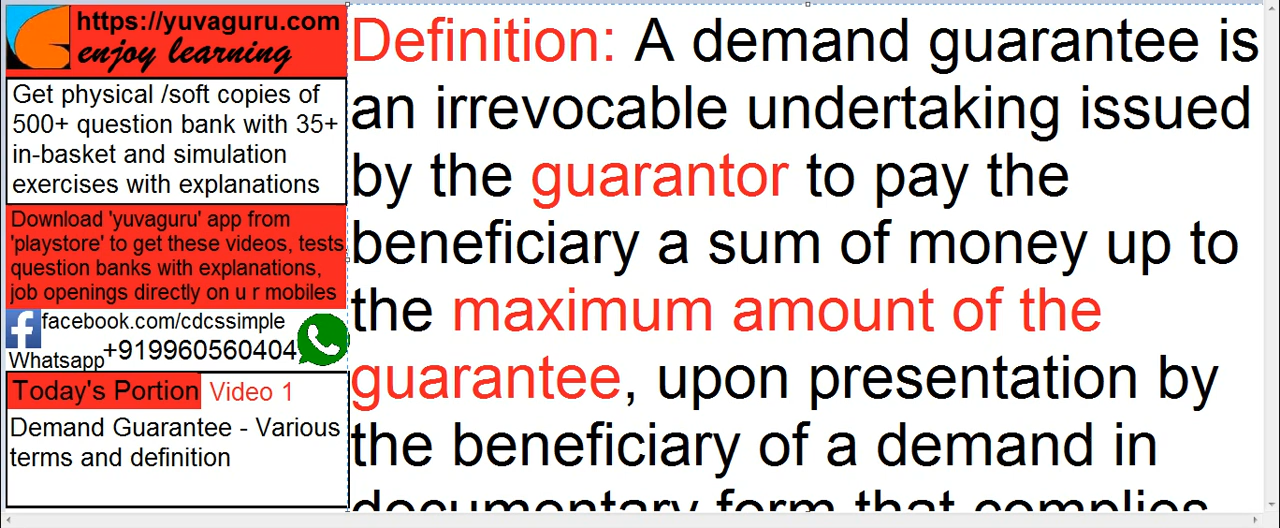 https://yuvaguru.com
enjoy learning
Get physical /soft copies of
500+ question bank with 35+
in-basket and simulation
exercises with explanations
Download 'yuvaguru' app from
'playstore' to get these videos, tests
question banks with explanations,
job openings directly on u r mobiles
facebook.com/cdcssimple
Whatsapp+919960560404
Today's Portion Video 1
Demand Guarantee - Various
terms and definition
Definition: A demand guarantee is
an irrevocable undertaking issued
by the guarantor to pay the
beneficiary a sum of money up to
the maximum amount of the
guarantee, upon presentation by
the beneficiary of a demand in
documentary form that complies